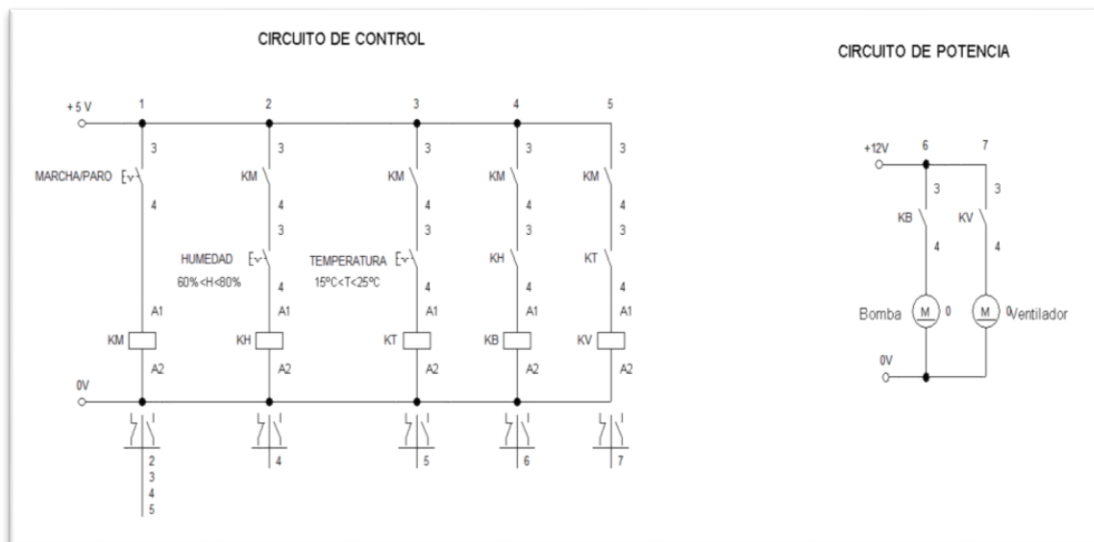 CIRCUITO DE CONTROL
CIRCUITO DE POTENCIA
+5 V 1 2 3 4 5
3 3 3 3 3
MARCHA/PARO KM KM KM KM
4 4 4 4 4
3 3 3 3
HUMEDAD TEMPERATURA KH KT
60%<H<80% 15ºC<T<25ºC
4 4 4 4
A1 A1 A1 A1 A1
KM KH KT KB KV
A2 A2 A2 A2 A2
0V
2 4 5 6 7
3
4
5
+12V 6 7
3 3
KB KV
4 4
Bomba M 0 M 0 Ventilador
0V